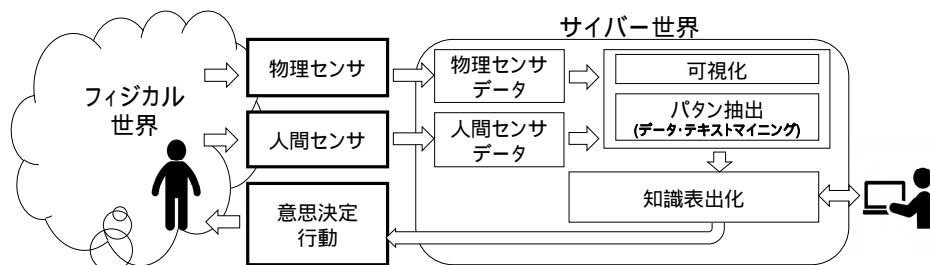 サイバー世界
フィジカル
世界
物理センサ
物理センサ
データ
可視化
パタン抽出
(データ・テキストマイニング)
人間センサ
人間センサ
データ
意思決定
行動
知識表出化